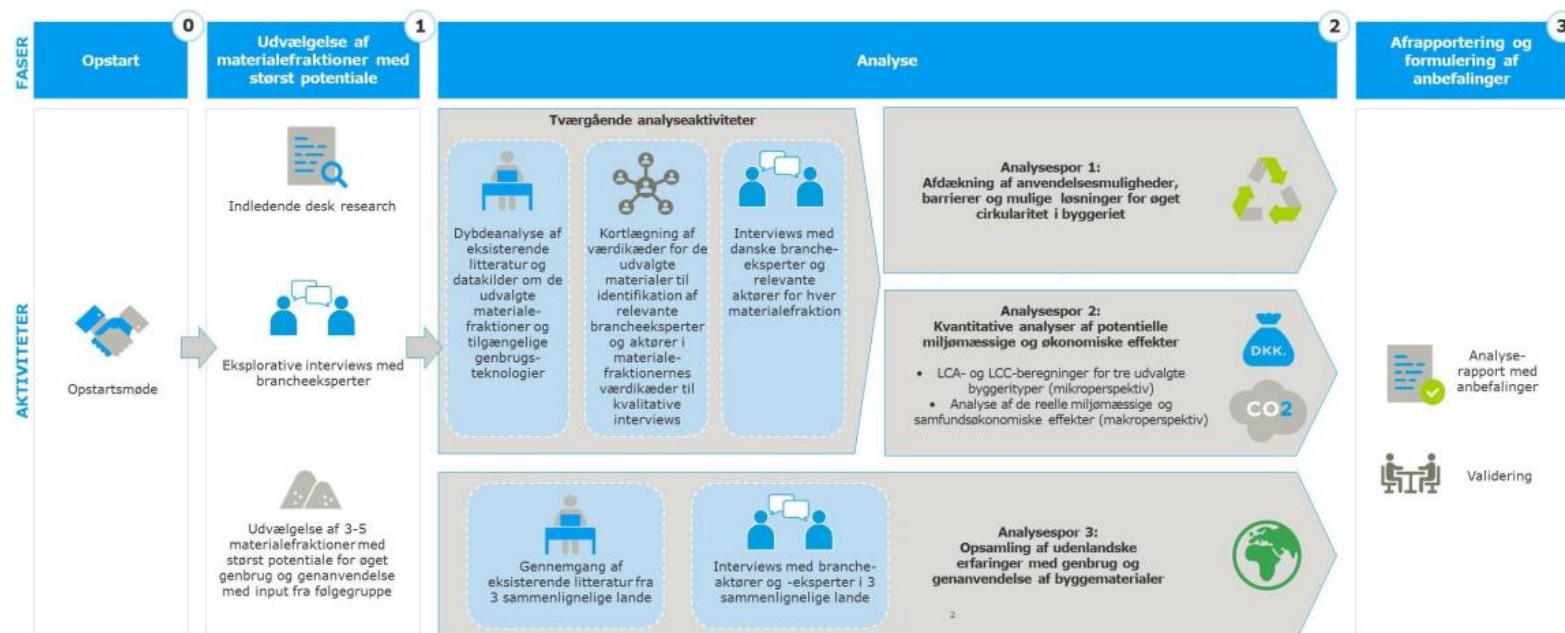 FASER
0
Opstart
1
Udvælgelse af
materialefraktioner med
størst potentiale
2
Analyse
3
Afrapportering og
formulering af
anbefalinger
AKTIVITETER
Opstartsmøde
Indledende desk research
Eksplorative interviews med
brancheeksperter
Udvælgelse af 3-5
materialefraktioner med
størst potentiale for øget
genbrug og genanvendelse
med input fra følgegruppe
Tværgående analyseaktiviteter
Dybdeanalyse af
eksisterende
litteratur og
datakilder om de
udvalgte
materiale-
fraktioner og
tilgængelige
genbrugs-
teknologier
Kortlægning af
værdikæder for de
udvalgte
materialer til
identifikation af
relevante
brancheeksperter
og aktører i
materiale-
fraktionernes
værdikæder til
kvalitative
interviews
Interviews med
danske branche-
eksperter og
relevante
aktører for hver
materialefraktion
Analysespor 1:
Afdækning af anvendelsesmuligheder,
barrierer og mulige løsninger for øget
cirkularitet i byggeriet
Analysespor 2:
Kvantitative analyser af potentielle
miljømæssige og økonomiske effekter
• LCA- og LCC-beregninger for tre udvalgte
byggerityper (mikroperspektiv)
• Analyse af de reelle miljømæssige og
samfundsøkonomiske effekter (makroperspektiv)
DKK.
CO2
Gennemgang af
eksisterende litteratur fra
3 sammenlignelige lande
Interviews med branche-
aktører og -eksperter i 3
sammenlignelige lande
Analysespor 3:
Opsamling af udenlandske
erfaringer med genbrug og
genanvendelse af byggematerialer
2
Analyse-
rapport med
anbefalinger
Validering